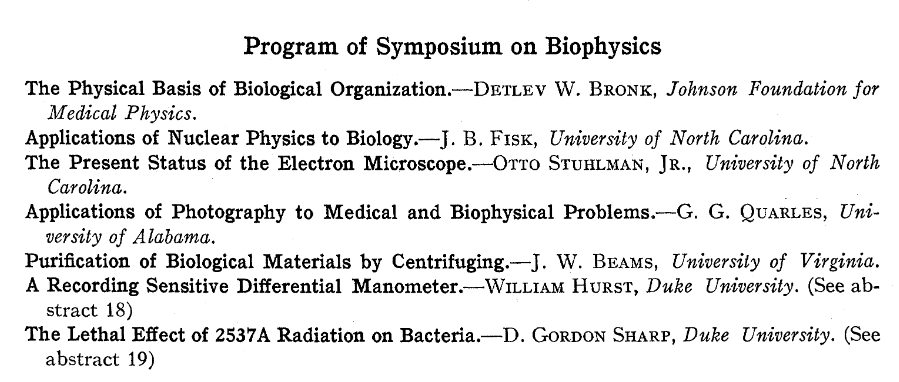 Program of Symposium on Biophysics
The Physical Basis of Biological Organization.—Detlev W. Bronk, Johnson Foundation for
Medical Physics.
Applications of Nuclear Physics to Biology.—J. B. Fisk, University of North Carolina.
The Present Status of the Electron Microscope.—Otto Stuhlman, Jr., University of North
Carolina.
Applications of Photography to Medical and Biophysical Problems.—G. G. Quarles, Uni-
versity of Alabama.
Purification of Biological Materials by Centrifuging.—J. W. Beams, University of Virginia.
A Recording Sensitive Differential Manometer.—William Hurst, Duke University. (See ab-
stract 18)
The Lethal Effect of 2537A Radiation on Bacteria.—D. Gordon Sharp, Duke University. (See
abstract 19)